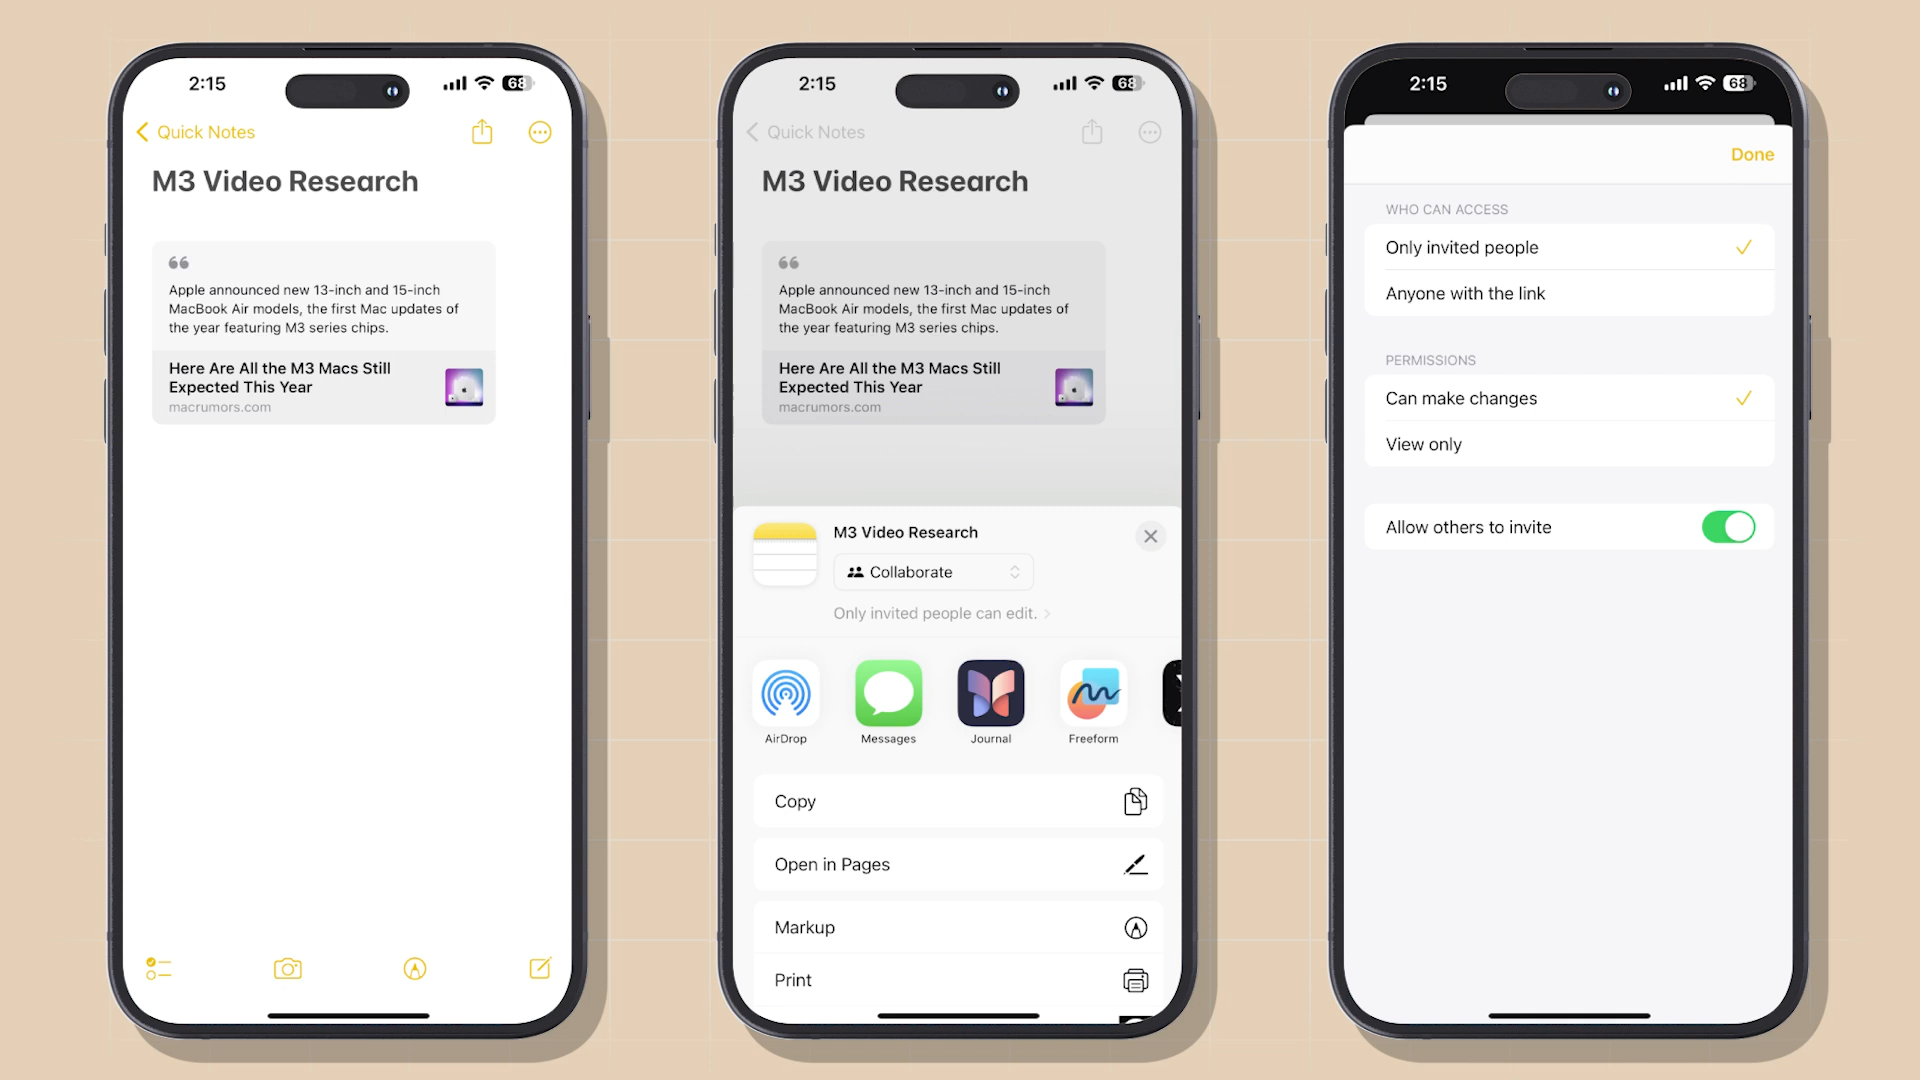 2:15
68
Quick Notes
M3 Video Research
Apple announced new 13-inch and 15-inch
MacBook Air models, the first Mac updates of
the year featuring M3 series chips.
Here Are All the M3 Macs Still
Expected This Year
macrumors.com
2:15
68
Quick Notes
M3 Video Research
Apple announced new 13-inch and 15-inch
MacBook Air models, the first Mac updates of
the year featuring M3 series chips.
Here Are All the M3 Macs Still
Expected This Year
macrumors.com
M3 Video Research
Collaborate
Only invited people can edit.
AirDrop
Messages
Journal
Freeform
Copy
Open in Pages
Markup
Print
2:15
68
Done
WHO CAN ACCESS
Only invited people
Anyone with the link
PERMISSIONS
Can make changes
View only
Allow others to invite